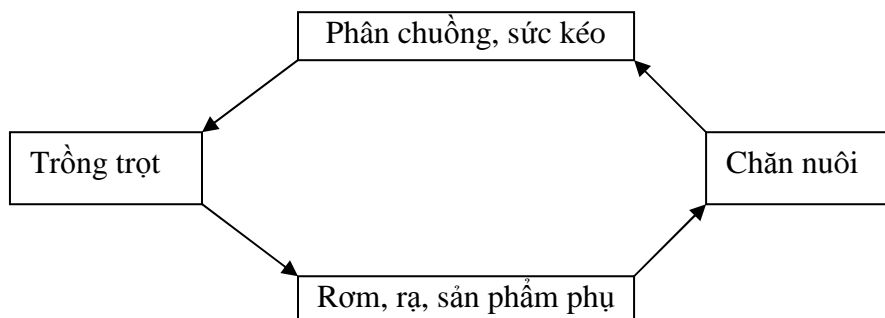 Phân chuồng, sức kéo
Trồng trọt
Chăn nuôi
Rơm, rạ, sản phẩm phụ